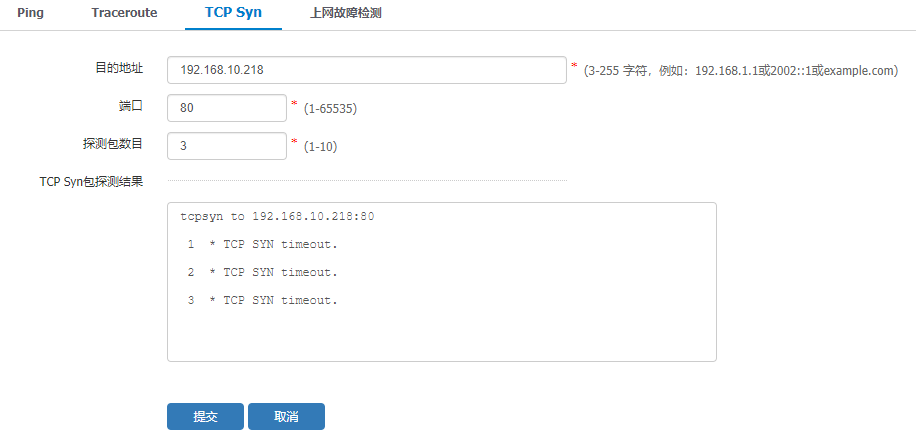 Ping Traceroute TCP Syn 上网故障检测
目的地址 192.168.10.218 * (3-255 字符，例如：192.168.1.1或2002::1或example.com)
端口 80 * (1-65535)
探测包数目 3 * (1-10)
TCP Syn包探测结果
tcpsyn to 192.168.10.218:80
1 * TCP SYN timeout.
2 * TCP SYN timeout.
3 * TCP SYN timeout.
提交 取消